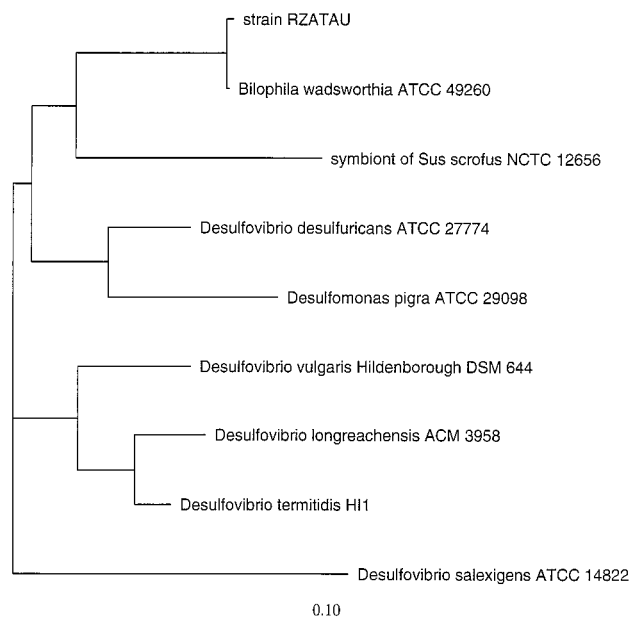 strain RZATAU
Bilophila wadsworthia ATCC 49260
symbiont of Sus scrofus NCTC 12656
Desulfovibrio desulfuricans ATCC 27774
Desulfomonas pigra ATCC 29098
Desulfovibrio vulgaris Hildenborough DSM 644
Desulfovibrio longreachensis ACM 3958
Desulfovibrio termitidis HI1
Desulfovibrio salexigens ATCC 14822
0.10